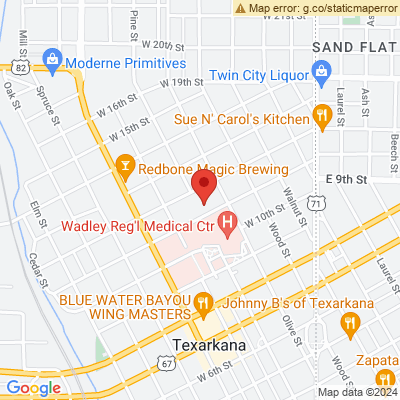 Map error: g.co/staticmaperror
W 21st St
W 20th St
SAND FLAT
Mill St
Pine St
82
Moderne Primitives
Oak St
Spruce St
W 19th St
Twin City Liquor
W 16th St
Laurel St
Ash St
Sue N' Carol's Kitchen
W 15th St
Beech St
Redbone Magic Brewing
E 9th St
Elm St
Walnut St
71
Wadley Reg'l Medical Ctr
H
W 10th St
Wood St
Cedar St
Laurel St
BLUE WATER BAYOU
WING MASTERS
Johnny B's of Texarkana
Olive St
Texarkana
Wood St
Zapata
67
W 6th St
Google
Map data ©2024